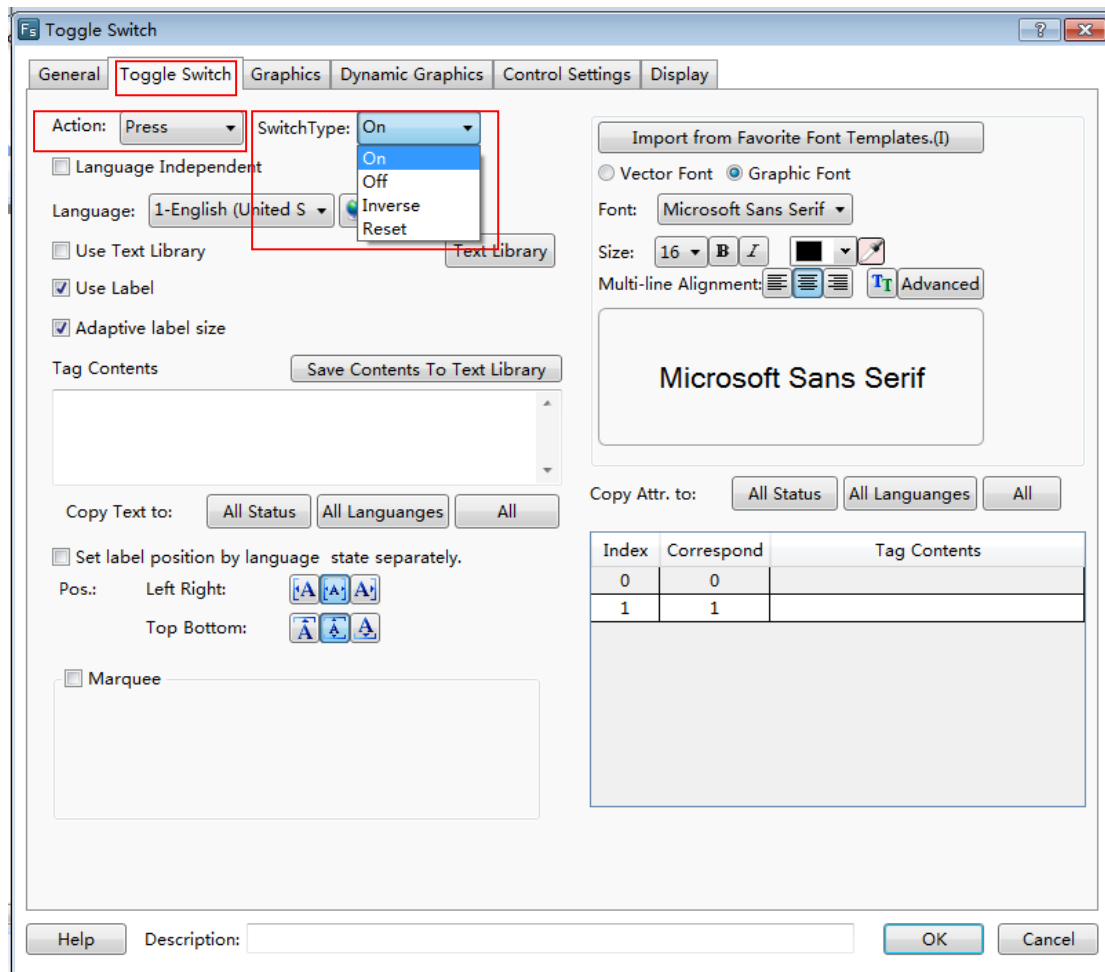 Fs Toggle Switch
General Toggle Switch Graphics Dynamic Graphics Control Settings Display
Action: Press SwitchType: On
On
Off
Inverse
Reset
Language Independent
Language: 1-English (United S
Use Text Library Text Library
Use Label
Adaptive label size
Tag Contents Save Contents To Text Library
Copy Text to: All Status All Languanges All
Set label position by language state separately.
Pos.: Left Right: A A A
Top Bottom: A A A
Marquee
Import from Favorite Font Templates.(I)
Vector Font Graphic Font
Font: Microsoft Sans Serif
Size: 16 B I
Multi-line Alignment: TT Advanced
Microsoft Sans Serif
Copy Attr. to: All Status All Languanges All
Index Correspond Tag Contents
0 0
1 1
Help Description: OK Cancel